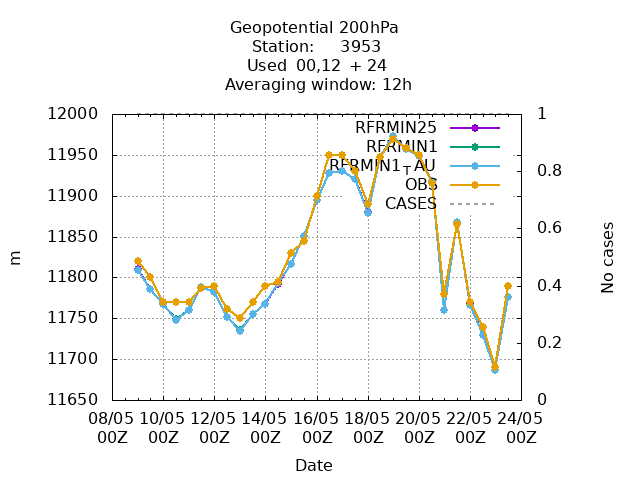 Geopotential 200hPa
Station: 3953
Used 00,12 + 24
Averaging window: 12h
12000
11950
11900
11850
11800
11750
11700
11650
m
1
0.8
0.6
0.4
0.2
0
No cases
RFRMIN25
RFRMIN1
RFRMIN1_AU
OBS
CASES
08/05 10/05 12/05 14/05 16/05 18/05 20/05 22/05 24/05
00Z 00Z 00Z 00Z 00Z 00Z 00Z 00Z 00Z
Date